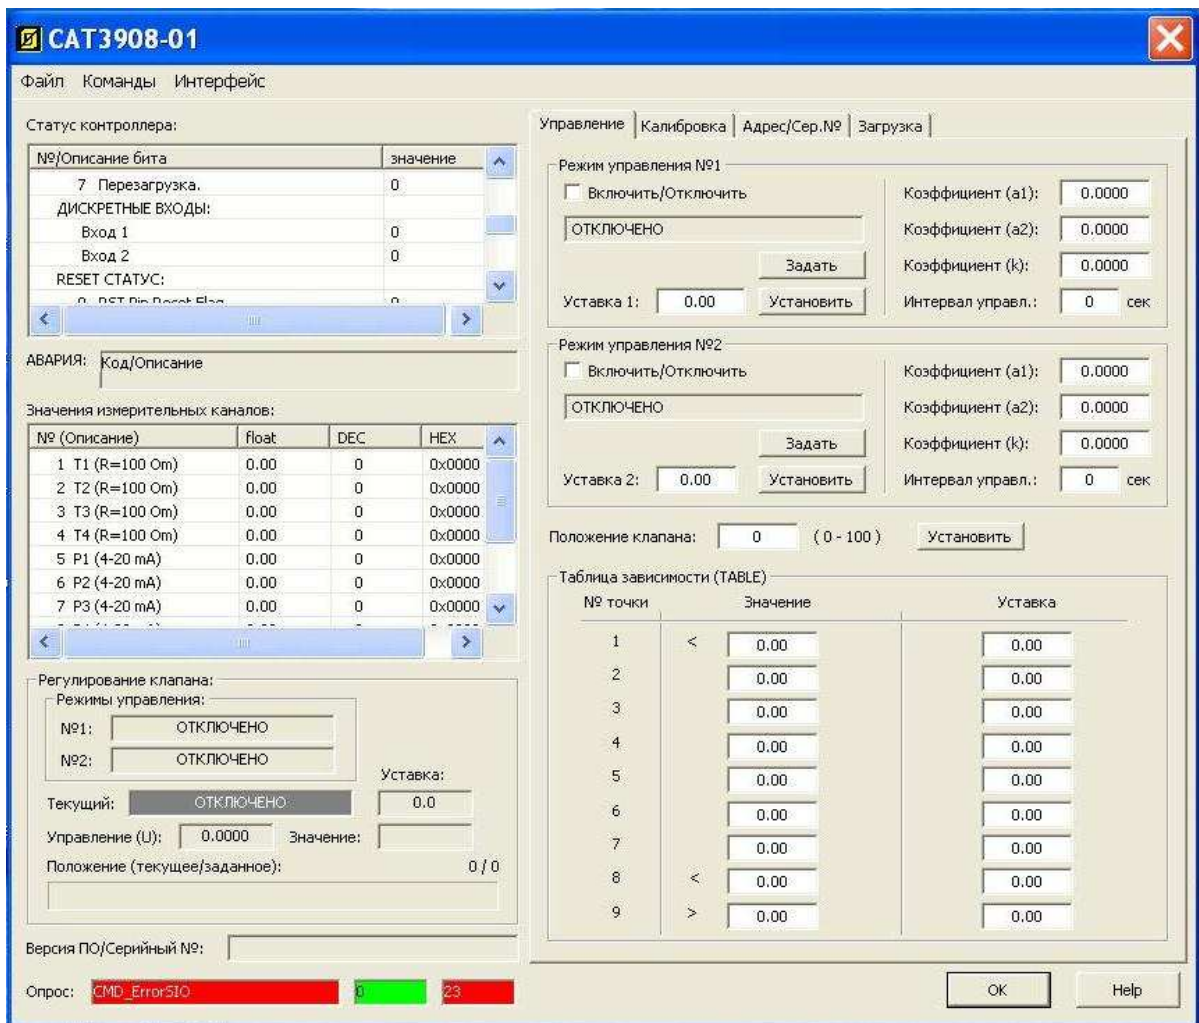 CAT3908-01
Файл Команды Интерфейс
Статус контроллера:
№/Описание бита значение
7 Перезагрузка. 0
ДИСКРЕТНЫЕ ВХОДЫ:
Вход 1 0
Вход 2 0
RESET СТАТУС:
0 RST Pin Reset Flag 0
АВАРИЯ: Код/Описание
Значения измерительных каналов:
№ (Описание) float DEC HEX
1 T1 (R=100 Om) 0.00 0 0x0000
2 T2 (R=100 Om) 0.00 0 0x0000
3 T3 (R=100 Om) 0.00 0 0x0000
4 T4 (R=100 Om) 0.00 0 0x0000
5 P1 (4-20 mA) 0.00 0 0x0000
6 P2 (4-20 mA) 0.00 0 0x0000
7 P3 (4-20 mA) 0.00 0 0x0000
Регулирование клапана:
Режимы управления:
№1: ОТКЛЮЧЕНО
№2: ОТКЛЮЧЕНО
Уставка:
Текущий: ОТКЛЮЧЕНО 0.0
Управление (U): 0.0000 Значение:
Положение (текущее/заданное): 0 / 0
Версия ПО/Серийный №:
Опрос: CMD_ErrorSIO 0 23
Управление Калибровка Адрес/Сер.№ Загрузка
Режим управления №1
Включить/Отключить Коэффициент (a1): 0.0000
ОТКЛЮЧЕНО Коэффициент (a2): 0.0000
Задать Коэффициент (k): 0.0000
Уставка 1: 0.00 Установить Интервал управл.: 0 сек
Режим управления №2
Включить/Отключить Коэффициент (a1): 0.0000
ОТКЛЮЧЕНО Коэффициент (a2): 0.0000
Задать Коэффициент (k): 0.0000
Уставка 2: 0.00 Установить Интервал управл.: 0 сек
Положение клапана: 0 ( 0 - 100 ) Установить
Таблица зависимости (TABLE)
№ точки Значение Уставка
1 < 0.00 0.00
2 0.00 0.00
3 0.00 0.00
4 0.00 0.00
5 0.00 0.00
6 0.00 0.00
7 0.00 0.00
8 < 0.00 0.00
9 > 0.00 0.00
OK Help